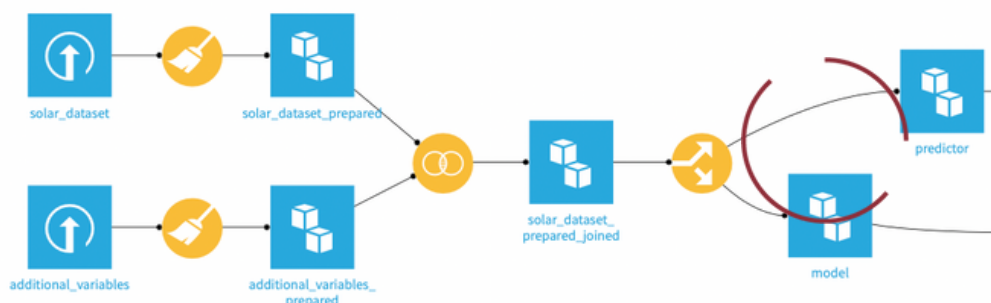 solar_dataset
solar_dataset_prepared
predictor
solar_dataset_
prepared_joined
additional_variables
additional_variables_
prepared
model